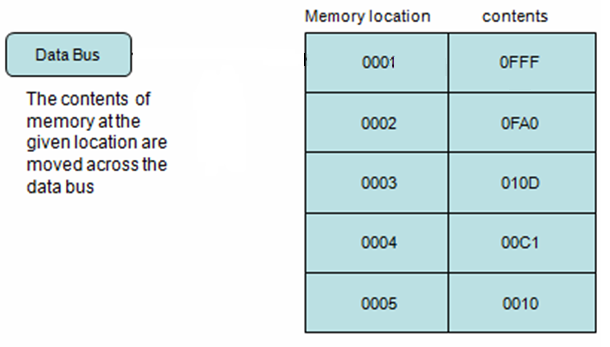 Memory location contents
Data Bus
0001 0FFF
The contents of
memory at the
given location are
moved across the
data bus
0002 0FA0
0003 010D
0004 00C1
0005 0010